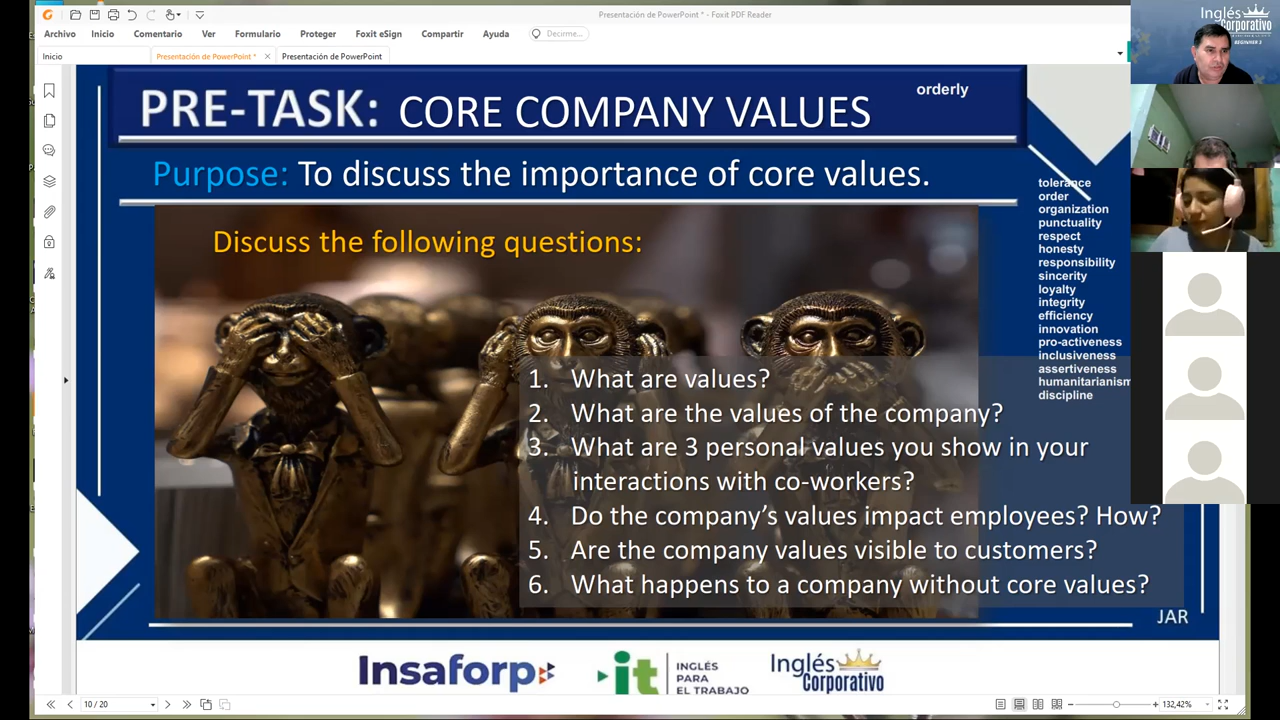 Presentación de PowerPoint * - Foxit PDF Reader
Archivo Inicio Comentario Ver Formulario Proteger Foxit eSign Compartir Ayuda Decirme...
Inicio Presentación de PowerPoint * Presentación de PowerPoint
Inglés
Corporativo
BEGINNER 2
orderly
PRE-TASK: CORE COMPANY VALUES
Purpose: To discuss the importance of core values.
Discuss the following questions:
tolerance
order
organization
punctuality
respect
honesty
responsibility
sincerity
loyalty
integrity
efficiency
innovation
pro-activeness
inclusiveness
assertiveness
humanitarianism
discipline
1. What are values?
2. What are the values of the company?
3. What are 3 personal values you show in your
interactions with co-workers?
4. Do the company’s values impact employees? How?
5. Are the company values visible to customers?
6. What happens to a company without core values?
JAR
Insaforp
it
INGLÉS
PARA
EL TRABAJO
Inglés
Corporativo
10 / 20
132,42%